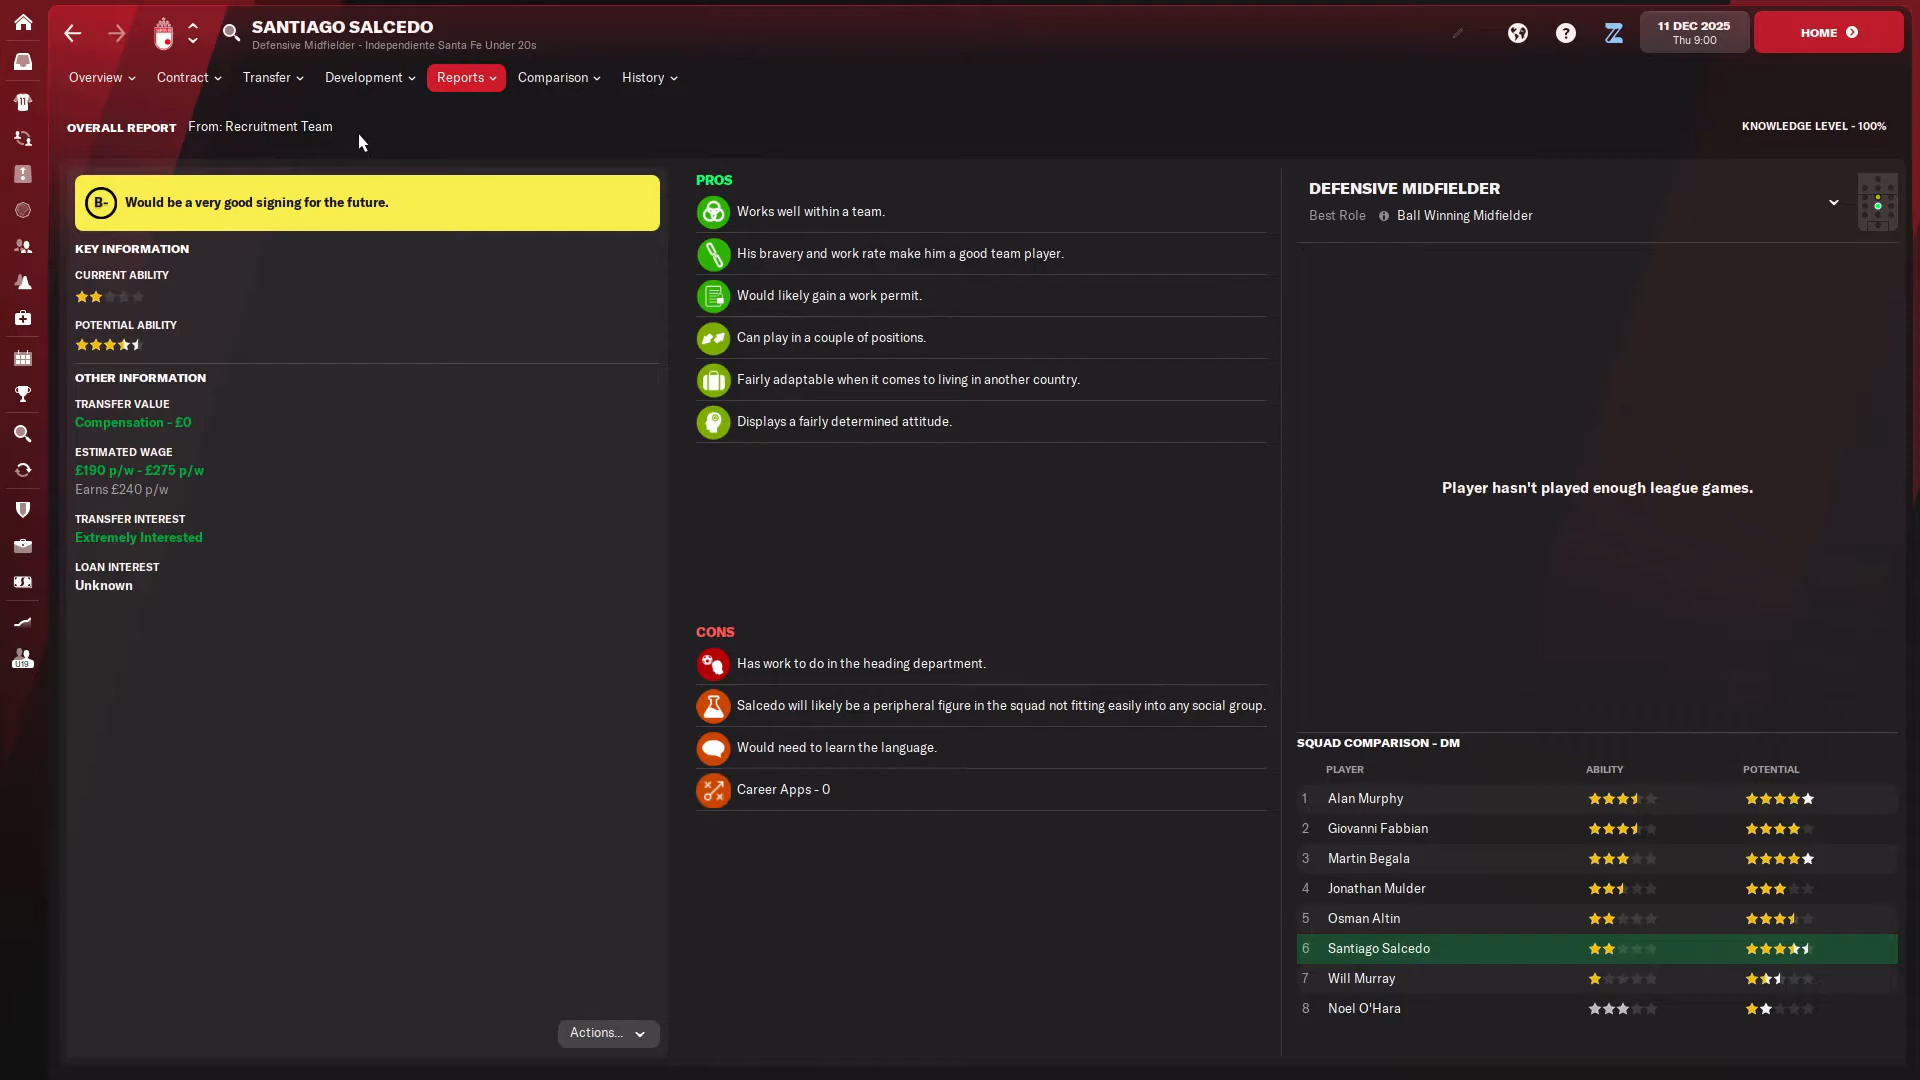 SANTIAGO SALCEDO
Defensive Midfielder - Independiente Santa Fe Under 20s
11 DEC 2025
Thu 9:00
HOME
Overview
Contract
Transfer
Development
Reports
Comparison
History
OVERALL REPORT From: Recruitment Team
KNOWLEDGE LEVEL - 100%
B- Would be a very good signing for the future.
KEY INFORMATION
CURRENT ABILITY
POTENTIAL ABILITY
OTHER INFORMATION
TRANSFER VALUE
Compensation - £0
ESTIMATED WAGE
£190 p/w - £275 p/w
Earns £240 p/w
TRANSFER INTEREST
Extremely Interested
LOAN INTEREST
Unknown
Actions...
PROS
Works well within a team.
His bravery and work rate make him a good team player.
Would likely gain a work permit.
Can play in a couple of positions.
Fairly adaptable when it comes to living in another country.
Displays a fairly determined attitude.
CONS
Has work to do in the heading department.
Salcedo will likely be a peripheral figure in the squad not fitting easily into any social group.
Would need to learn the language.
Career Apps - 0
DEFENSIVE MIDFIELDER
Best Role Ball Winning Midfielder
Player hasn't played enough league games.
SQUAD COMPARISON - DM
PLAYER ABILITY POTENTIAL
1 Alan Murphy
2 Giovanni Fabbian
3 Martin Begala
4 Jonathan Mulder
5 Osman Altin
6 Santiago Salcedo
7 Will Murray
8 Noel O'Hara
U19